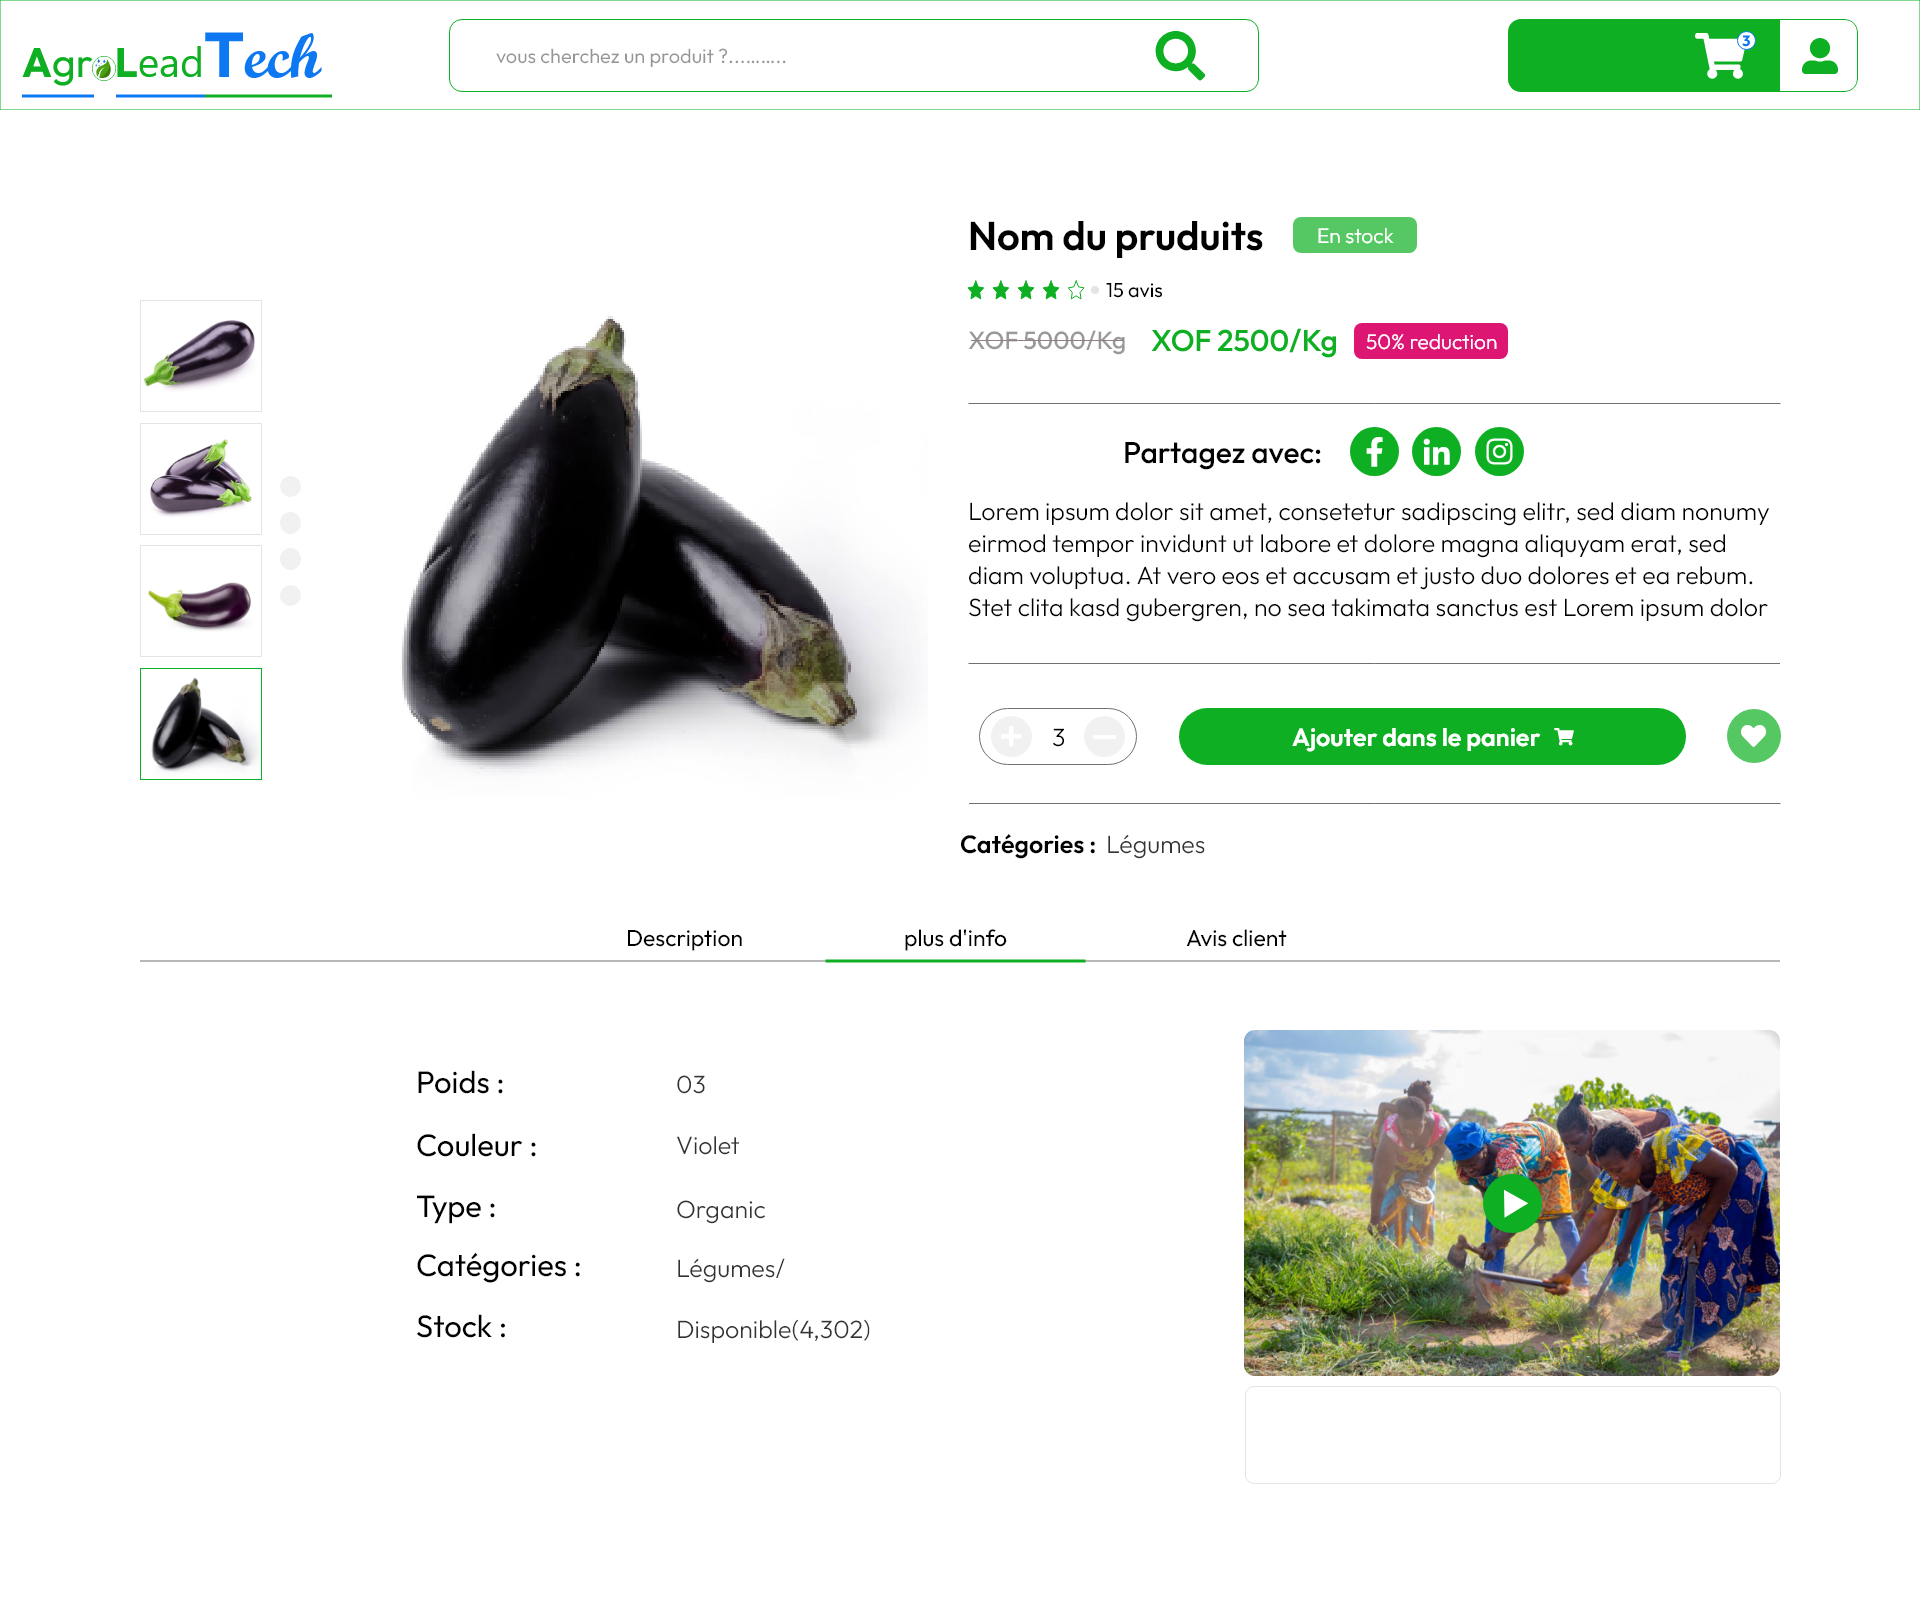 AgroLeadTech
vous cherchez un produit ?...........
3
Nom du pruduits
En stock
15 avis
XOF 5000/Kg
XOF 2500/Kg
50% reduction
Partagez avec:
Lorem ipsum dolor sit amet, consetetur sadipscing elitr, sed diam nonumy
eirmod tempor invidunt ut labore et dolore magna aliquyam erat, sed
diam voluptua. At vero eos et accusam et justo duo dolores et ea rebum.
Stet clita kasd gubergren, no sea takimata sanctus est Lorem ipsum dolor
3
Ajouter dans le panier
Catégories : Légumes
Description
plus d'info
Avis client
Poids : 03
Couleur : Violet
Type : Organic
Catégories : Légumes/
Stock : Disponible(4,302)